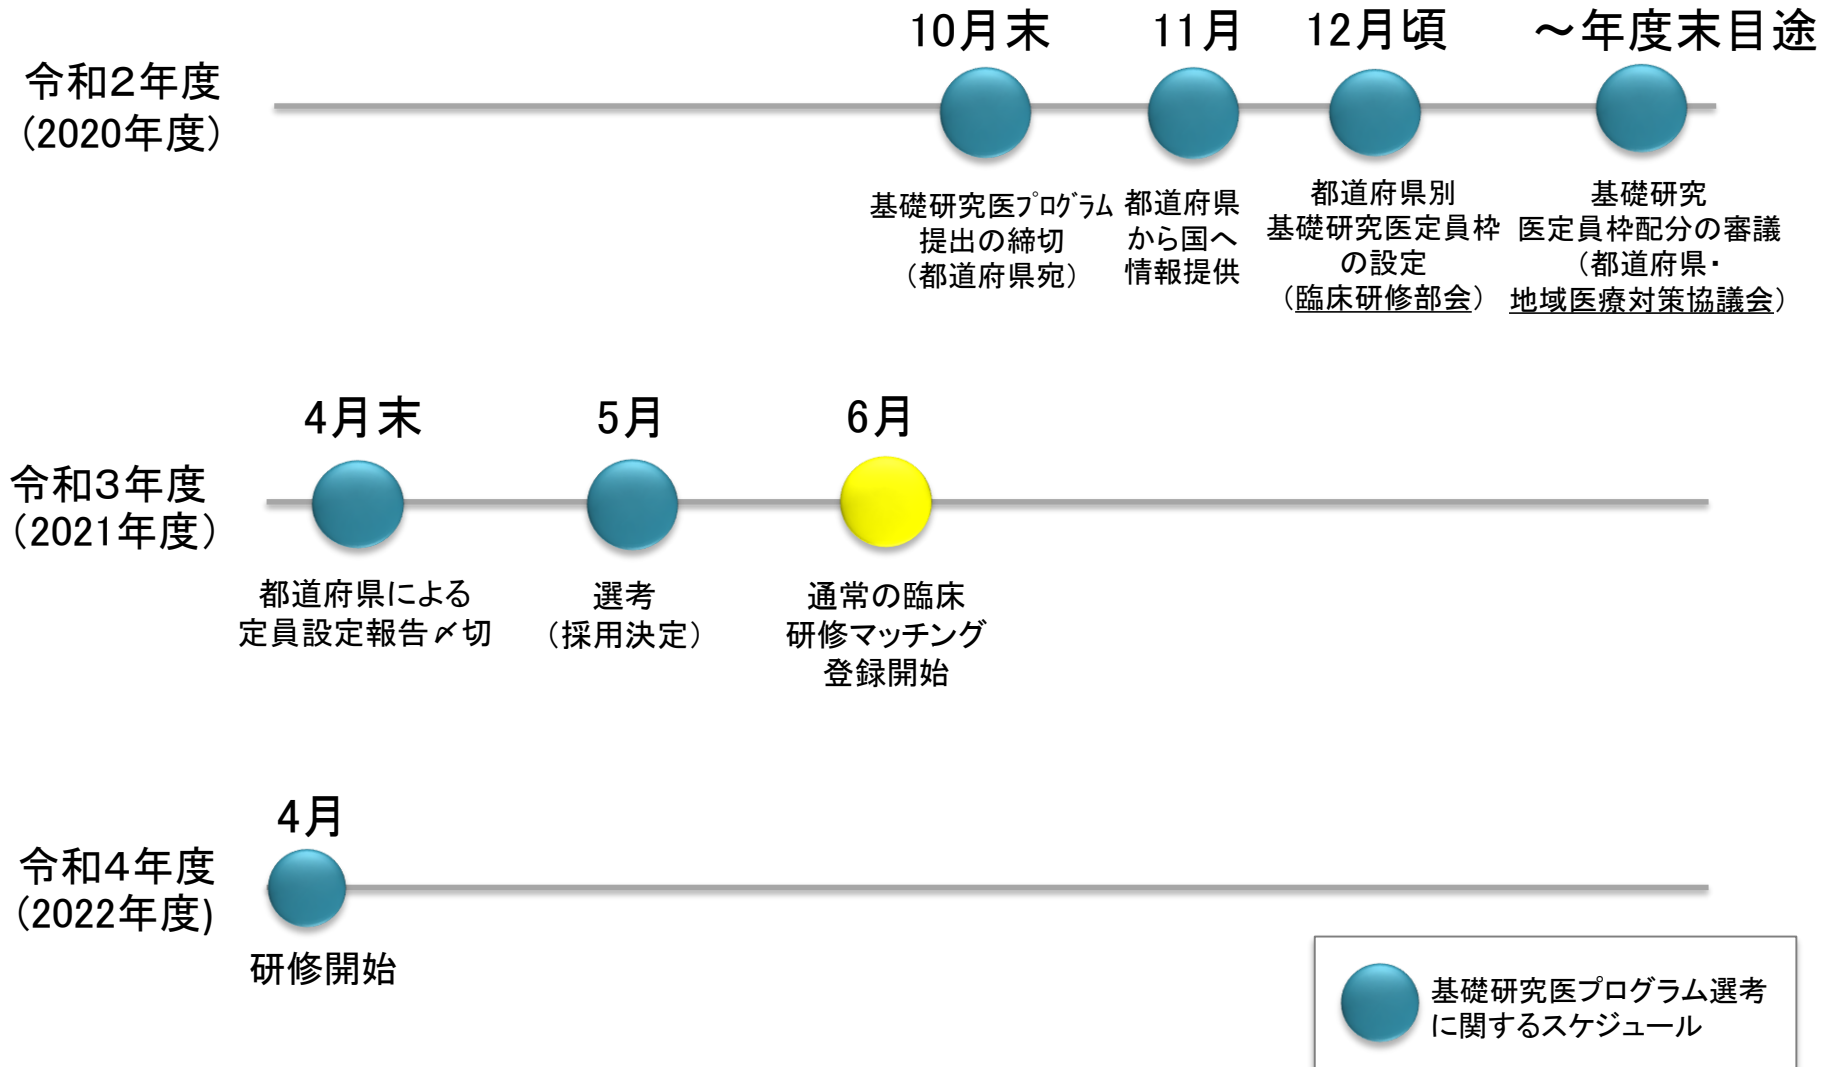 令和２年度
（2020年度）
10月末
11月
12月頃
～年度末目途
基礎研究医ﾌﾟﾛｸﾞﾗﾑ
提出の締切
（都道府県宛）
都道府県
から国へ
情報提供
都道府県別
基礎研究医定員枠
の設定
（臨床研修部会）
基礎研究
医定員枠配分の審議
（都道府県・
地域医療対策協議会）
令和３年度
（2021年度）
4月末
5月
6月
都道府県による
定員設定報告〆切
選考
（採用決定）
通常の臨床
研修マッチング
登録開始
令和４年度
（2022年度)
4月
研修開始
基礎研究医プログラム選考
に関するスケジュール